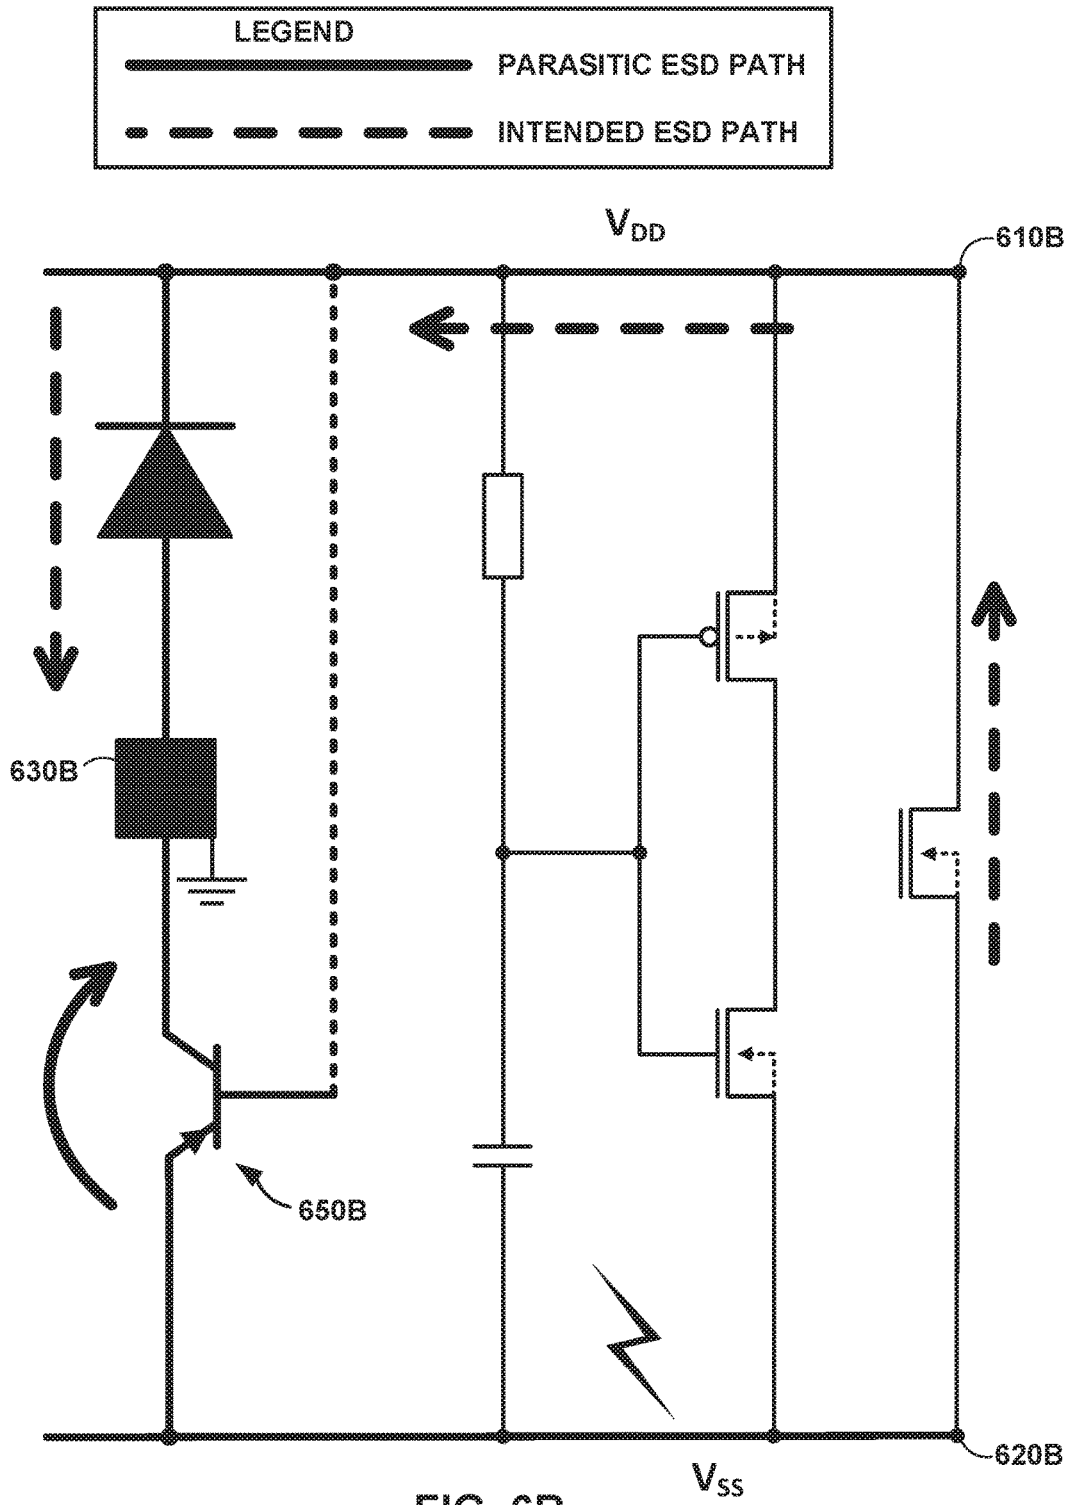 LEGEND
PARASITIC ESD PATH
INTENDED ESD PATH
VDD
610B
630B
650B
620B
VSS